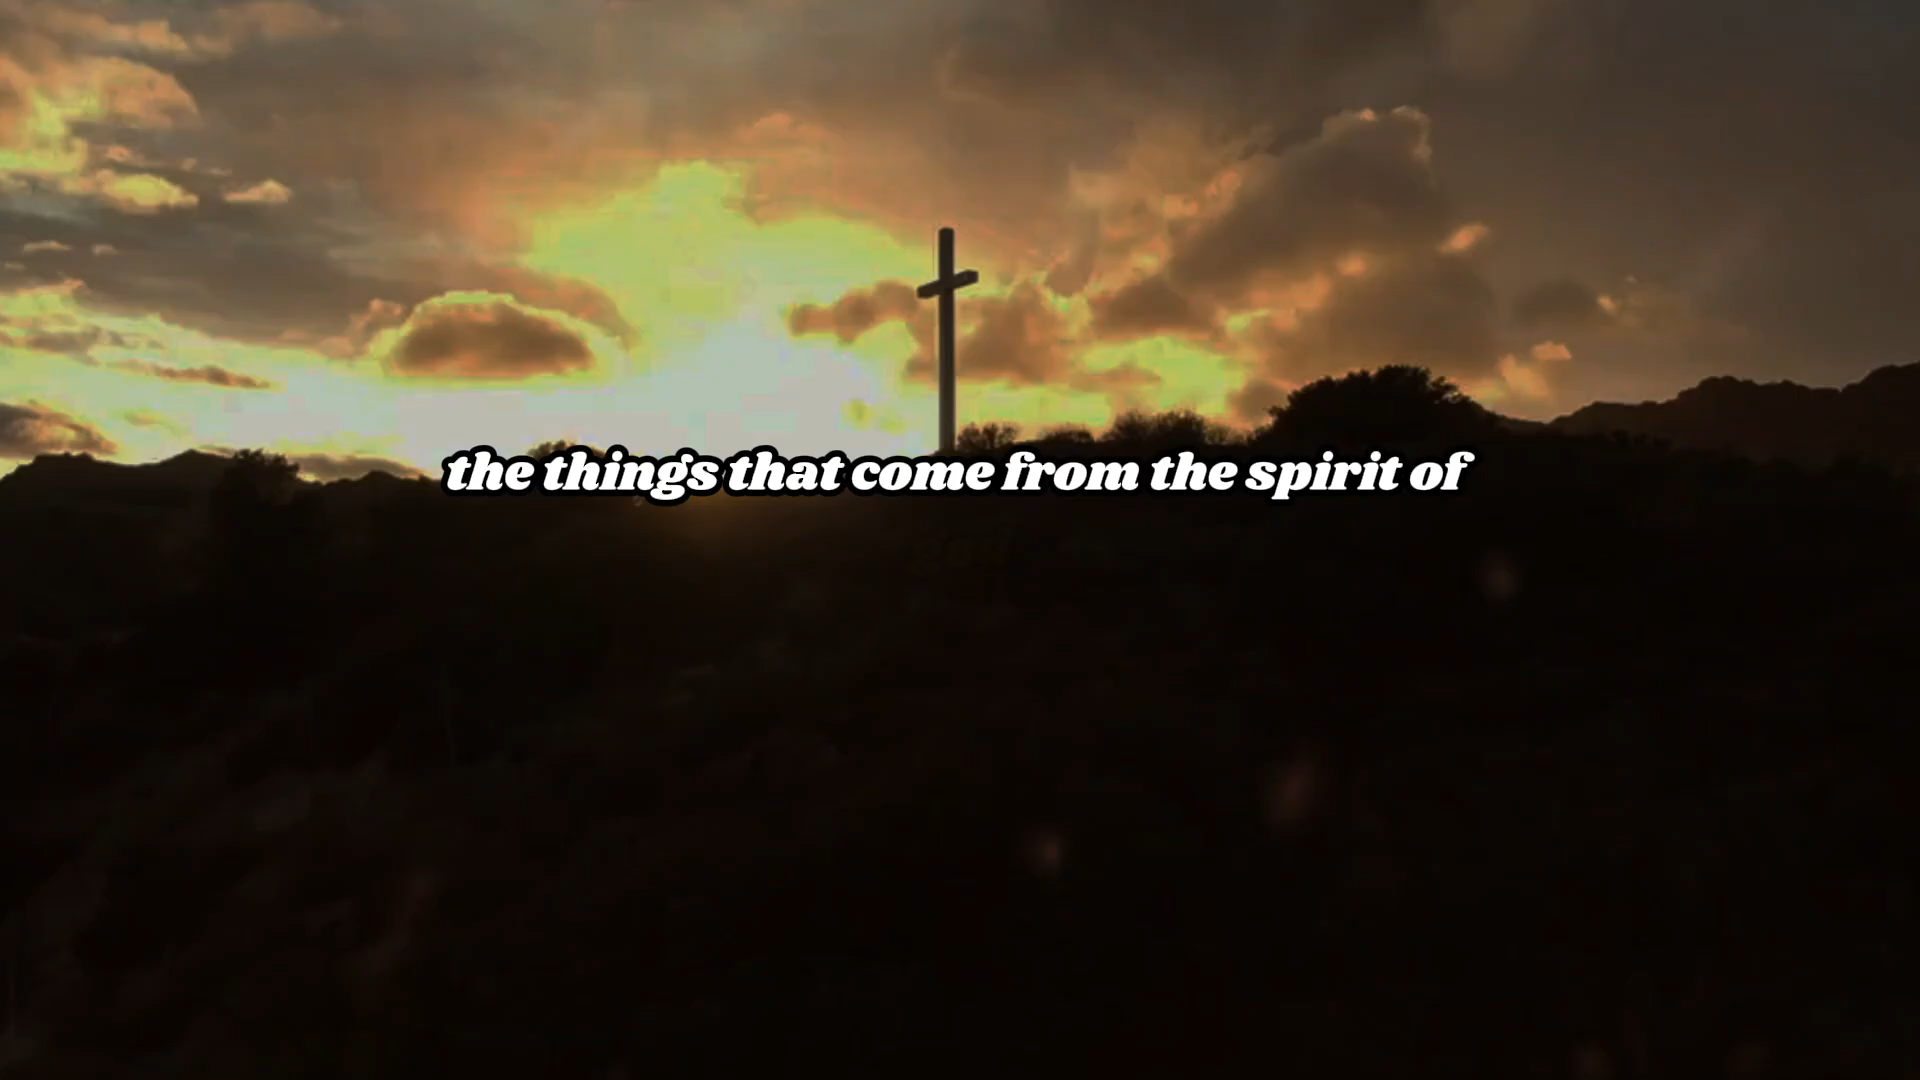 the things that come from the spirit of